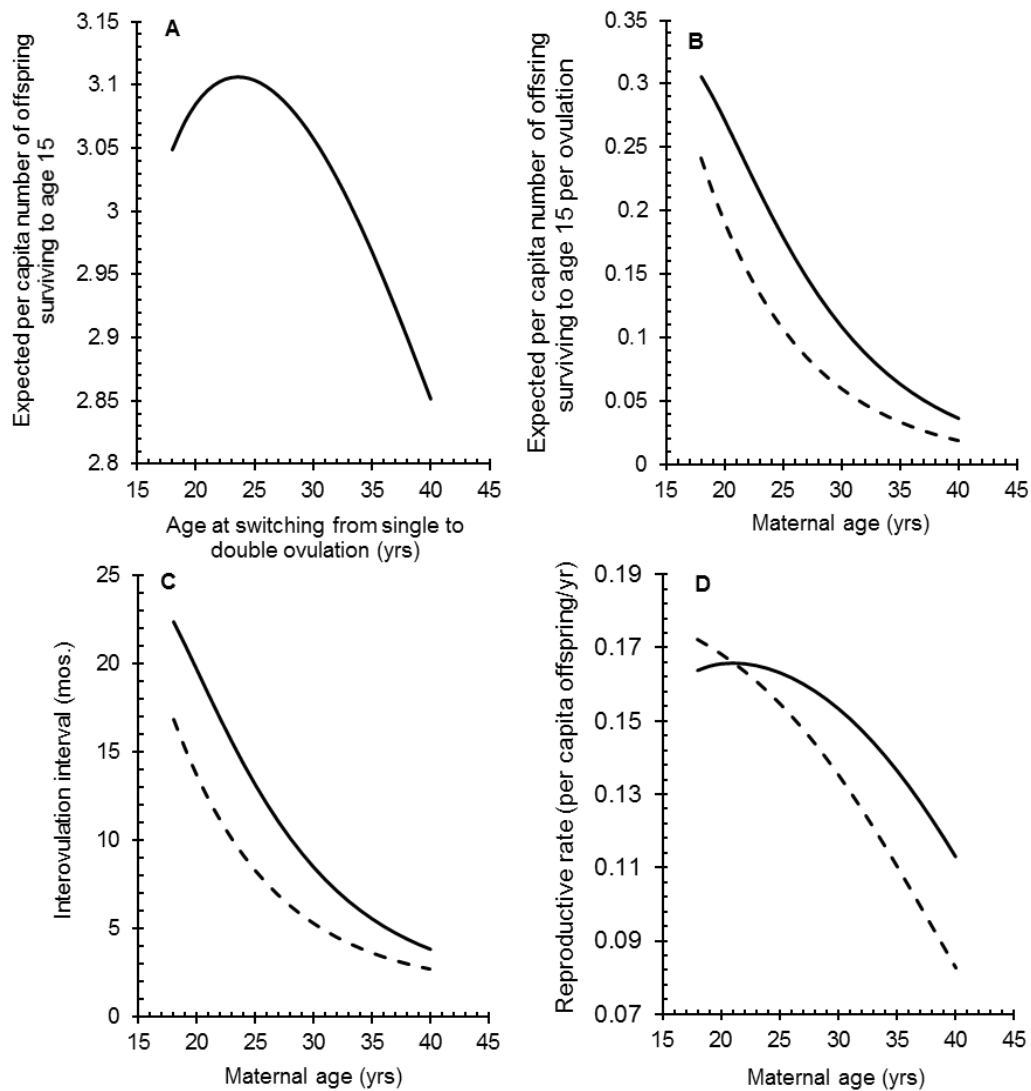 A
Expected per capita number of offspring
surviving to age 15
3.15
3.1
3.05
3
2.95
2.9
2.85
2.8
15 20 25 30 35 40 45
Age at switching from single to
double ovulation (yrs)
B
Expected per capita number of offsring
surviving to age 15 per ovulation
0.35
0.3
0.25
0.2
0.15
0.1
0.05
0
15 20 25 30 35 40 45
Maternal age (yrs)
C
Interovulation interval (mos.)
25
20
15
10
5
0
15 20 25 30 35 40 45
Maternal age (yrs)
D
Reproductive rate (per capita offspring/yr)
0.19
0.17
0.15
0.13
0.11
0.09
0.07
15 20 25 30 35 40 45
Maternal age (yrs)